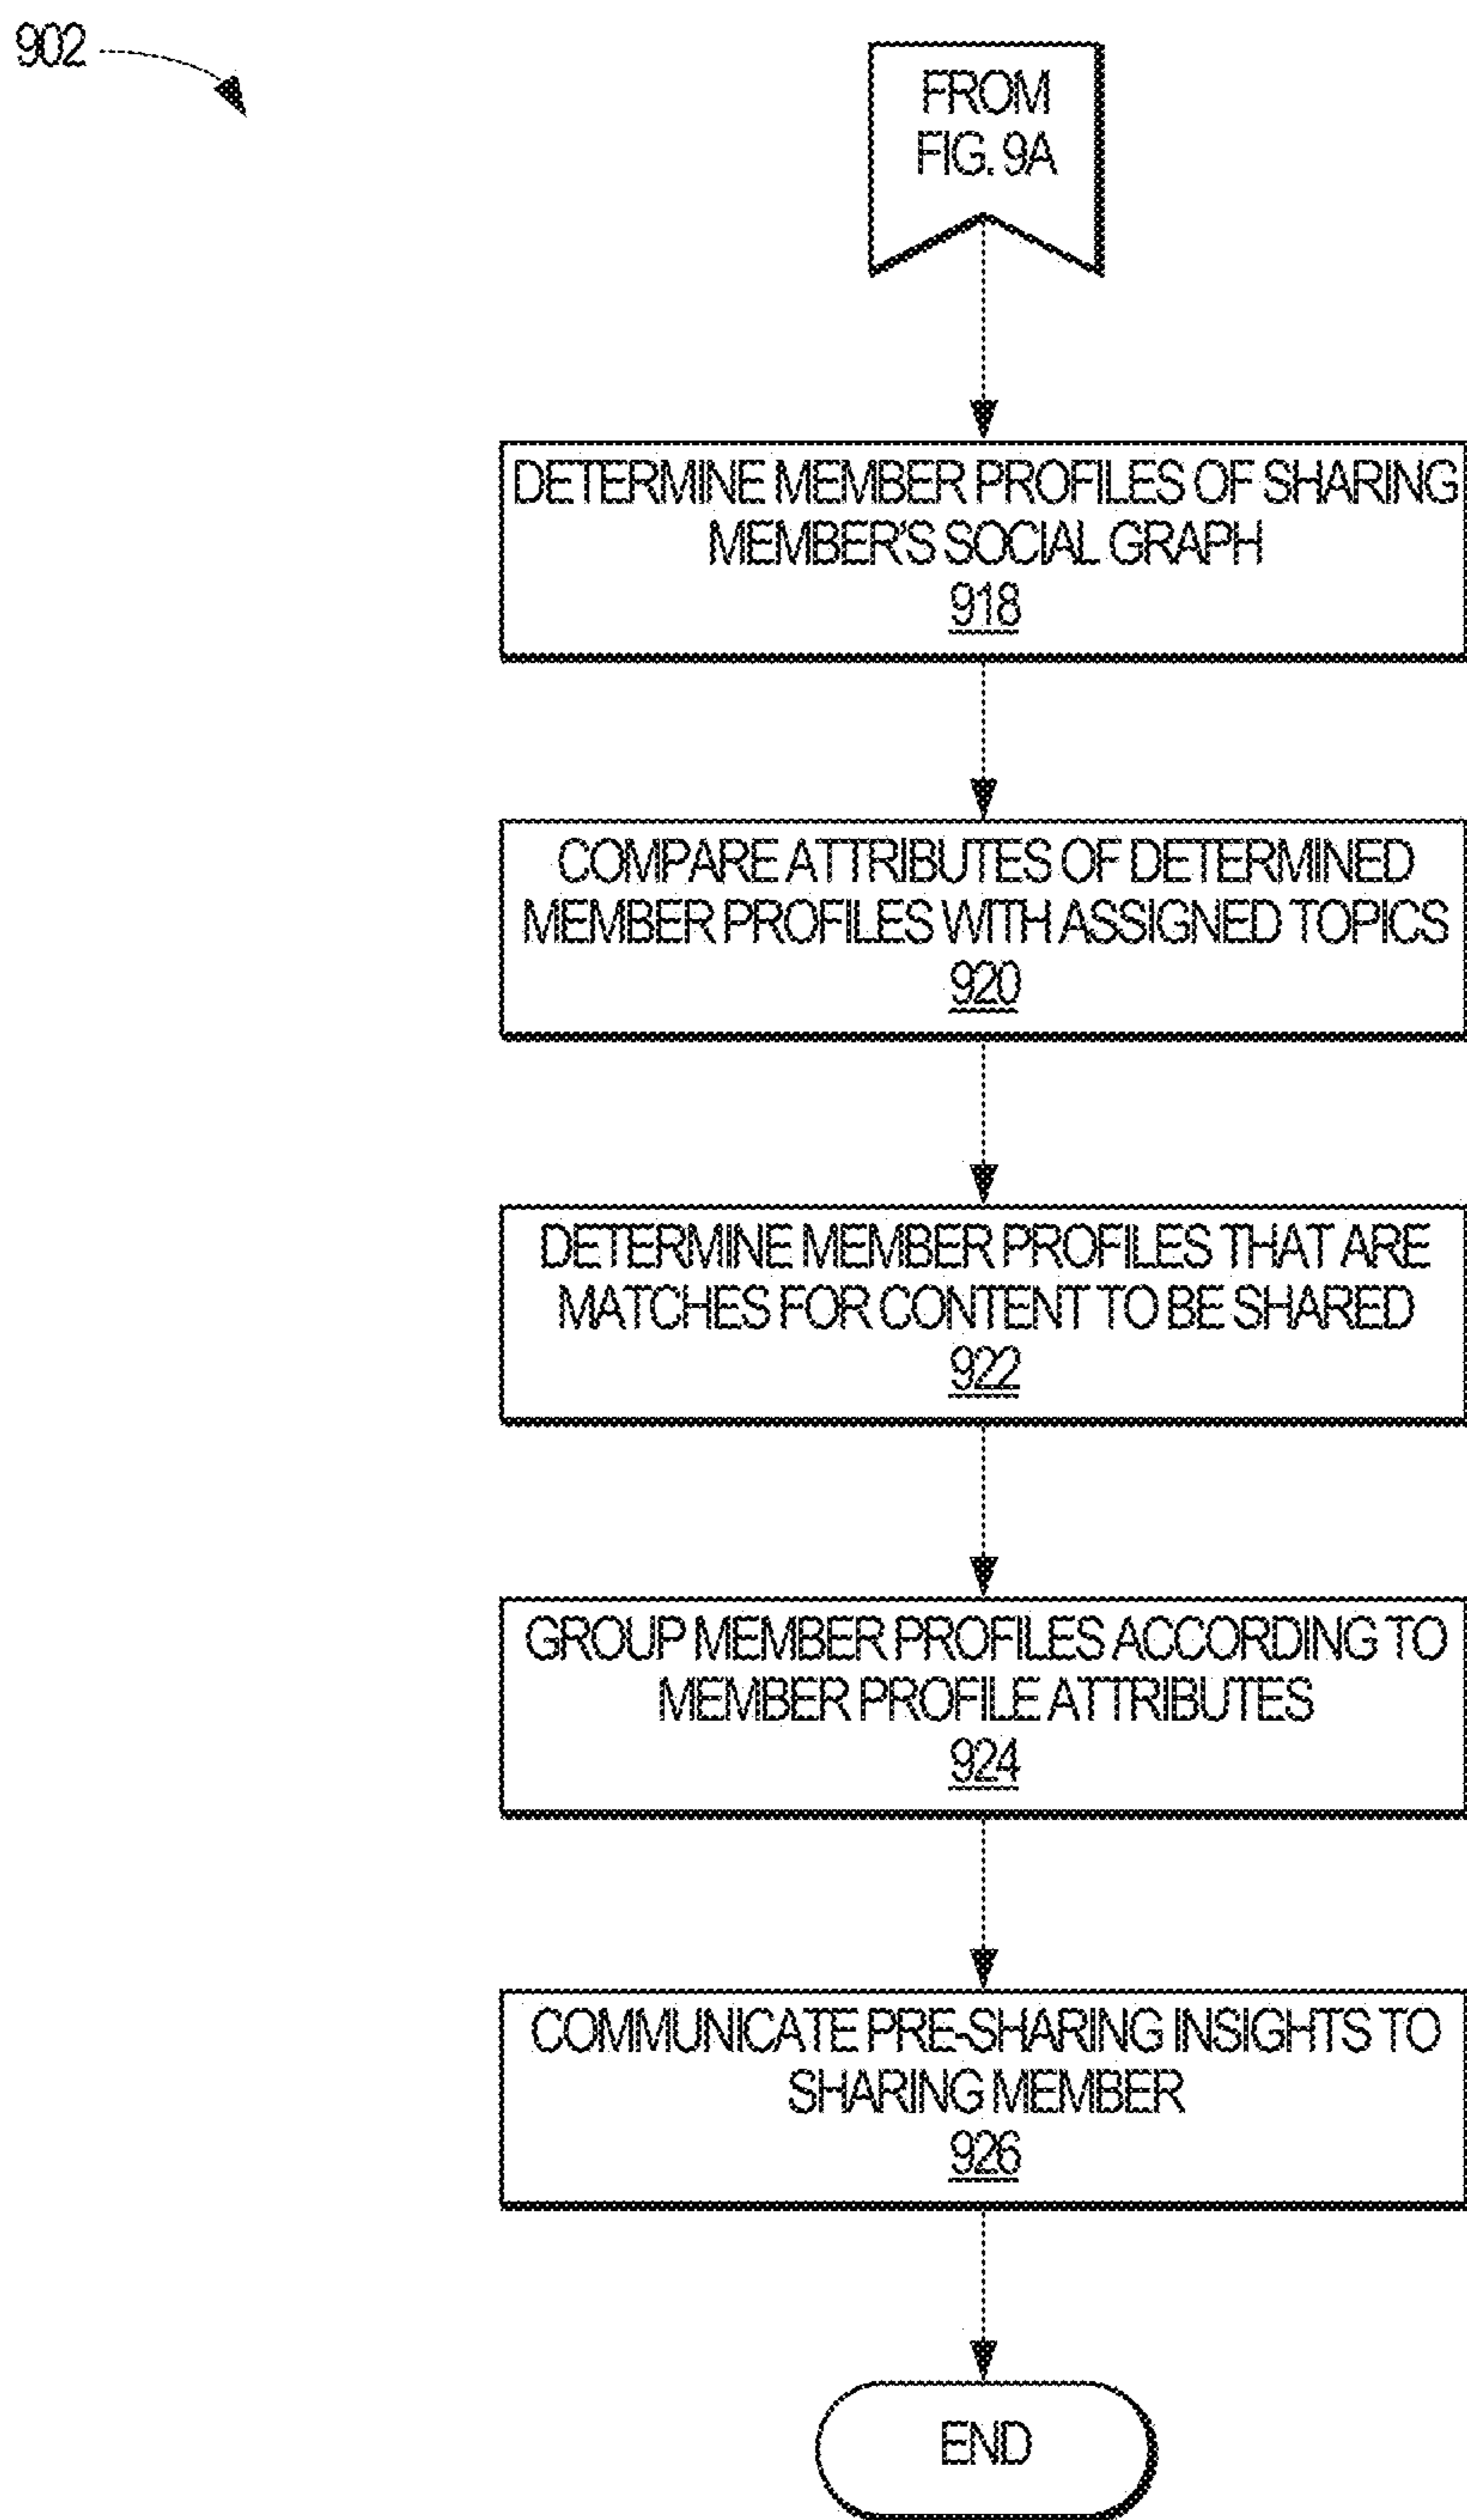 902
FROM
FIG. 9A
DETERMINE MEMBER PROFILES OF SHARING
MEMBER'S SOCIAL GRAPH
918
COMPARE ATTRIBUTES OF DETERMINED
MEMBER PROFILES WITH ASSIGNED TOPICS
920
DETERMINE MEMBER PROFILES THAT ARE
MATCHES FOR CONTENT TO BE SHARED
922
GROUP MEMBER PROFILES ACCORDING TO
MEMBER PROFILE ATTRIBUTES
924
COMMUNICATE PRE-SHARING INSIGHTS TO
SHARING MEMBER
926
END